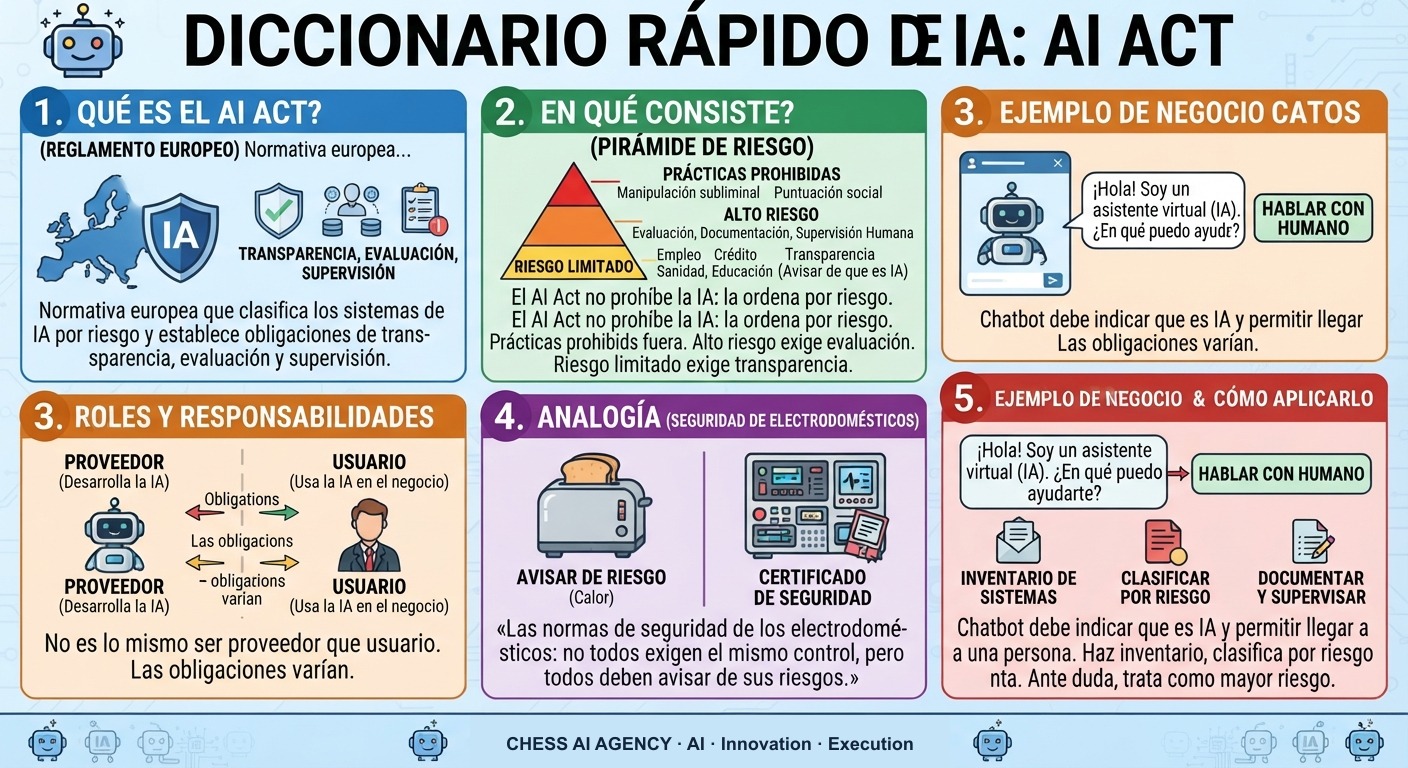 DICCIONARIO RÁPIDO DE IA: AI ACT
1. QUÉ ES EL AI ACT?
(REGLAMENTO EUROPEO) Normativa europea...
IA
TRANSPARENCIA, EVALUACIÓN,
SUPERVISIÓN
Normativa europea que clasifica los sistemas de
IA por riesgo y establece obligaciones de trans-
sparencia, evaluación y supervisión.
2. EN QUÉ CONSISTE?
(PIRÁMIDE DE RIESGO)
PRÁCTICAS PROHIBIDAS
Manipulación subliminal Puntuación social
ALTO RIESGO
Evaluación, Documentación, Supervisión Humana
RIESGO LIMITADO
Empleo Crédito Transparencia
Sanidad, Educación (Avisar de que es IA)
El AI Act no prohíbe la IA: la ordena por riesgo.
El AI Act no prohíbe la IA: la ordena por riesgo.
Prácticas prohibids fuera. Alto riesgo exige evaluación.
Riesgo limitado exige transparencia.
3. EJEMPLO DE NEGOCIO CATOS
¡Hola! Soy un
asistente virtual (IA).
¿En qué puedo ayudr?
HABLAR CON
HUMANO
Chatbot debe indicar que es IA y permitir llegar
Las obligaciones varían.
3. ROLES Y RESPONSABILIDADES
PROVEEDOR
(Desarrolla la IA)
USUARIO
(Usa la IA en el negocio)
Obligations
Las obligacions
– obligarions
varian
PROVEEDOR
(Desarrolla la IA)
USUARIO
(Usa la IA en el negocio)
No es lo mismo ser proveedor que usuario.
Las obligaciones varían.
4. ANALOGÍA (SEGURIDAD DE ELECTRODOMÉSTICOS)
AVISAR DE RIESGO
(Calor)
CERTIFICADO
DE SEGURIDAD
«Las normas de seguridad de los electrodomé-
sticos: no todos exigen el mismo control, pero
todos deben avisar de sus riesgos.»
5. EJEMPLO DE NEGOCIO & CÓMO APLICARLO
¡Hola! Soy un asistente
virtual (IA). ¿En qué puedo
ayudarte?
HABLAR CON HUMANO
INVENTARIO DE
SISTEMAS
CLASIFICAR
POR RIESGO
DOCUMENTAR
Y SUPERVISAR
Chatbot debe indicar que es IA y permitir llegar a
a una persona. Haz inventario, clasifica por riesgo
nta. Ante duda, trata como mayor riesgo.
IA
CHESS AI AGENCY · AI · Innovation · Execution
IA